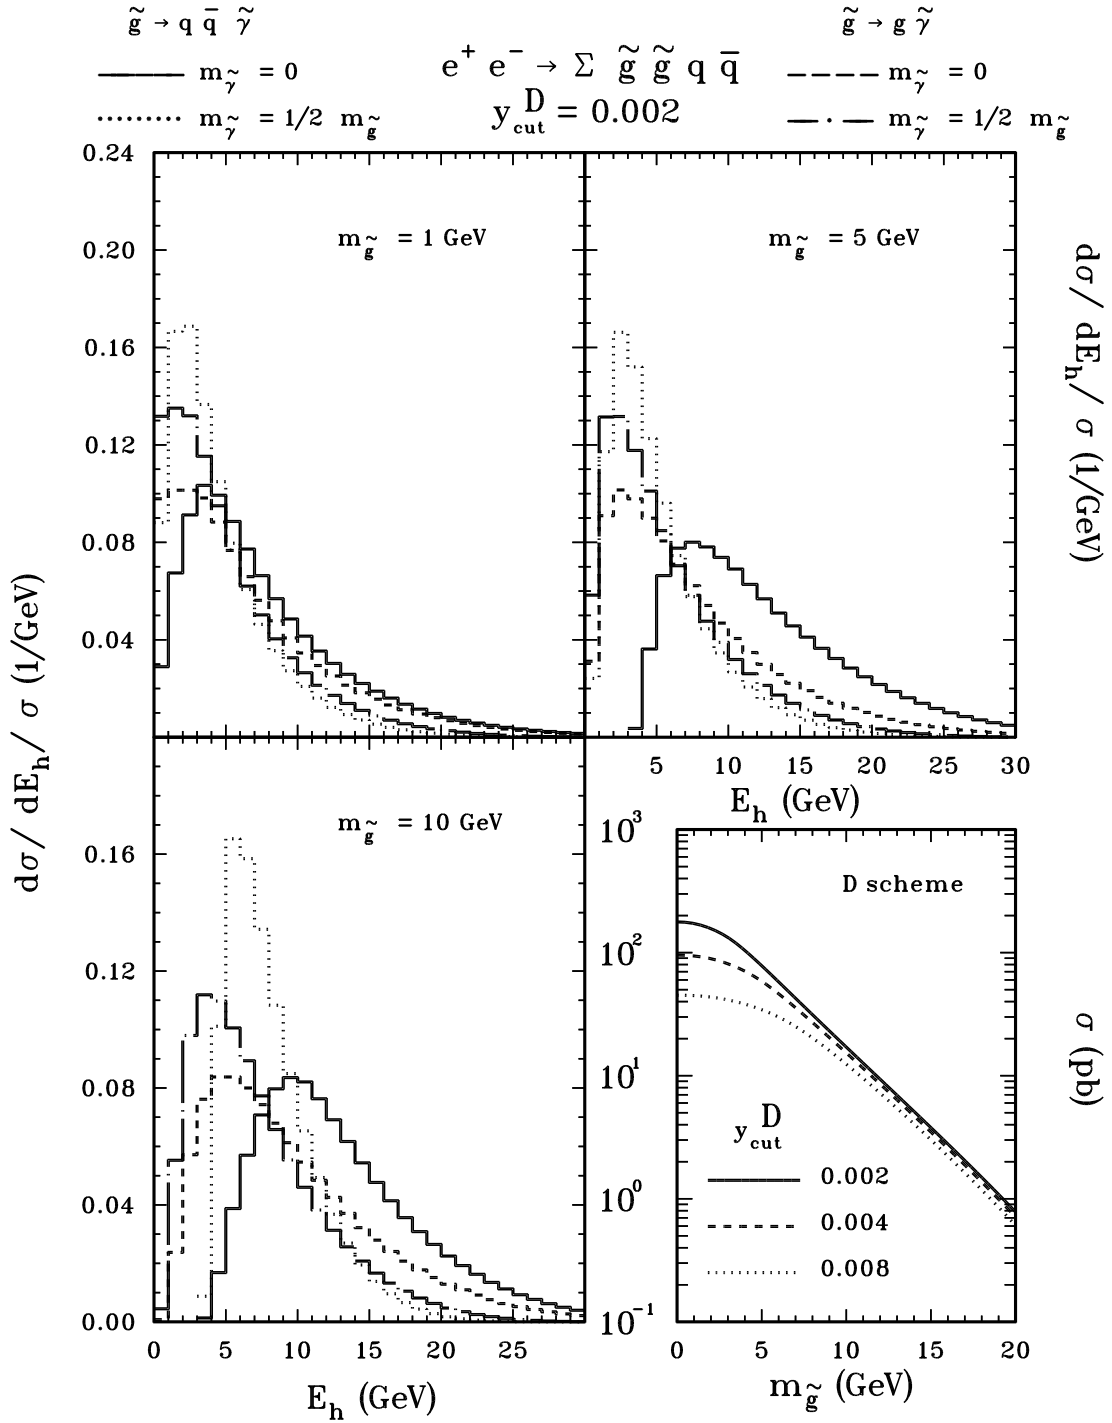 g̃ → q q̄ γ̃
g̃ → g γ̃
m_γ̃ = 0
e⁺ e⁻ → Σ g̃ g̃ q q̄
m_γ̃ = 0
m_γ̃ = 1/2 m_g̃
y_cut^D = 0.002
m_γ̃ = 1/2 m_g̃
0.24
0.20
0.16
0.12
0.08
0.04
m_g̃ = 1 GeV
m_g̃ = 5 GeV
dσ/ dE_h/ σ (1/GeV)
5 10 15 20 25 30
E_h (GeV)
dσ/ dE_h/ σ (1/GeV)
m_g̃ = 10 GeV
0.16
0.12
0.08
0.04
0.00
0 5 10 15 20 25
E_h (GeV)
10³
10²
10¹
10⁰
10⁻¹
D scheme
y_cut^D
0.002
0.004
0.008
σ (pb)
0 5 10 15 20
m_g̃ (GeV)